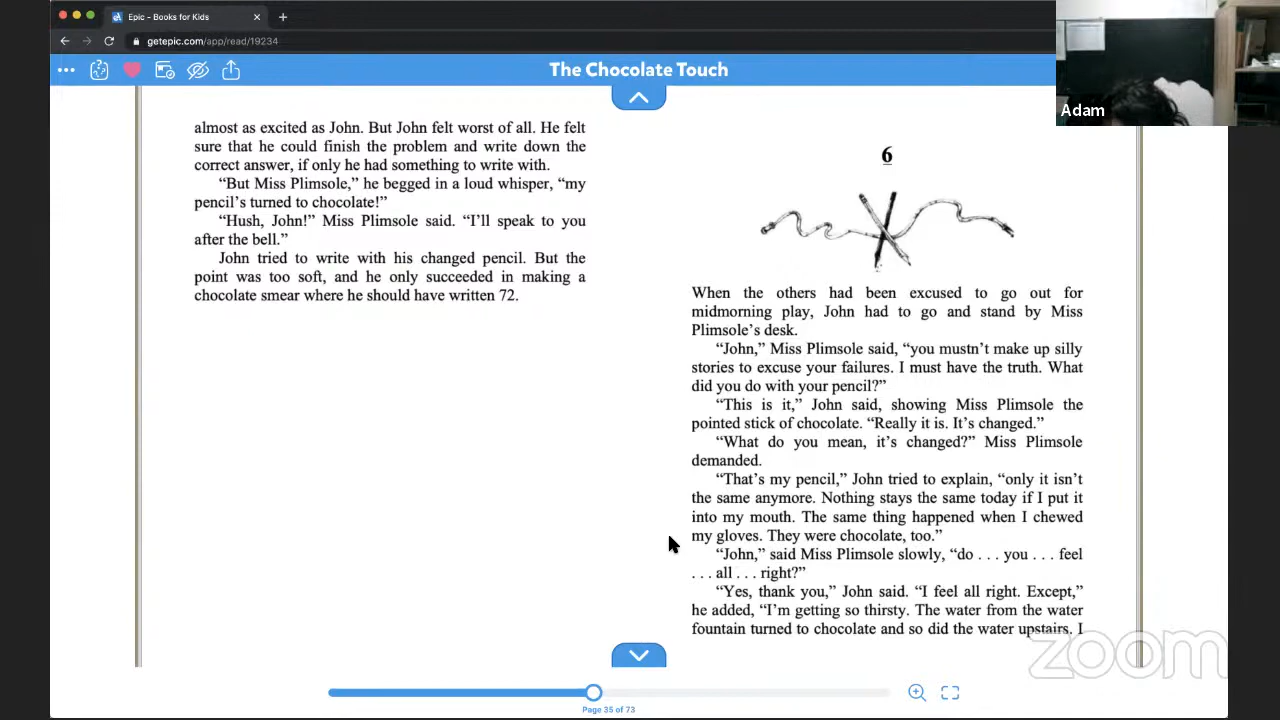 Epic - Books for Kids
getepic.com/app/read/19234
The Chocolate Touch
Adam
almost as excited as John. But John felt worst of all. He felt
sure that he could finish the problem and write down the
correct answer, if only he had something to write with.
“But Miss Plimsole,” he begged in a loud whisper, “my
pencil’s turned to chocolate!”
“Hush, John!” Miss Plimsole said. “I’ll speak to you
after the bell.”
John tried to write with his changed pencil. But the
point was too soft, and he only succeeded in making a
chocolate smear where he should have written 72.
6
When the others had been excused to go out for
midmorning play, John had to go and stand by Miss
Plimsole’s desk.
“John,” Miss Plimsole said, “you mustn’t make up silly
stories to excuse your failures. I must have the truth. What
did you do with your pencil?”
“This is it,” John said, showing Miss Plimsole the
pointed stick of chocolate. “Really it is. It’s changed.”
“What do you mean, it’s changed?” Miss Plimsole
demanded.
“That’s my pencil,” John tried to explain, “only it isn’t
the same anymore. Nothing stays the same today if I put it
into my mouth. The same thing happened when I chewed
my gloves. They were chocolate, too.”
“John,” said Miss Plimsole slowly, “do . . . you . . . feel
. . . all . . . right?”
“Yes, thank you,” John said. “I feel all right. Except,”
he added, “I’m getting so thirsty. The water from the water
fountain turned to chocolate and so did the water upstairs. I
zoom
Page 35 of 73